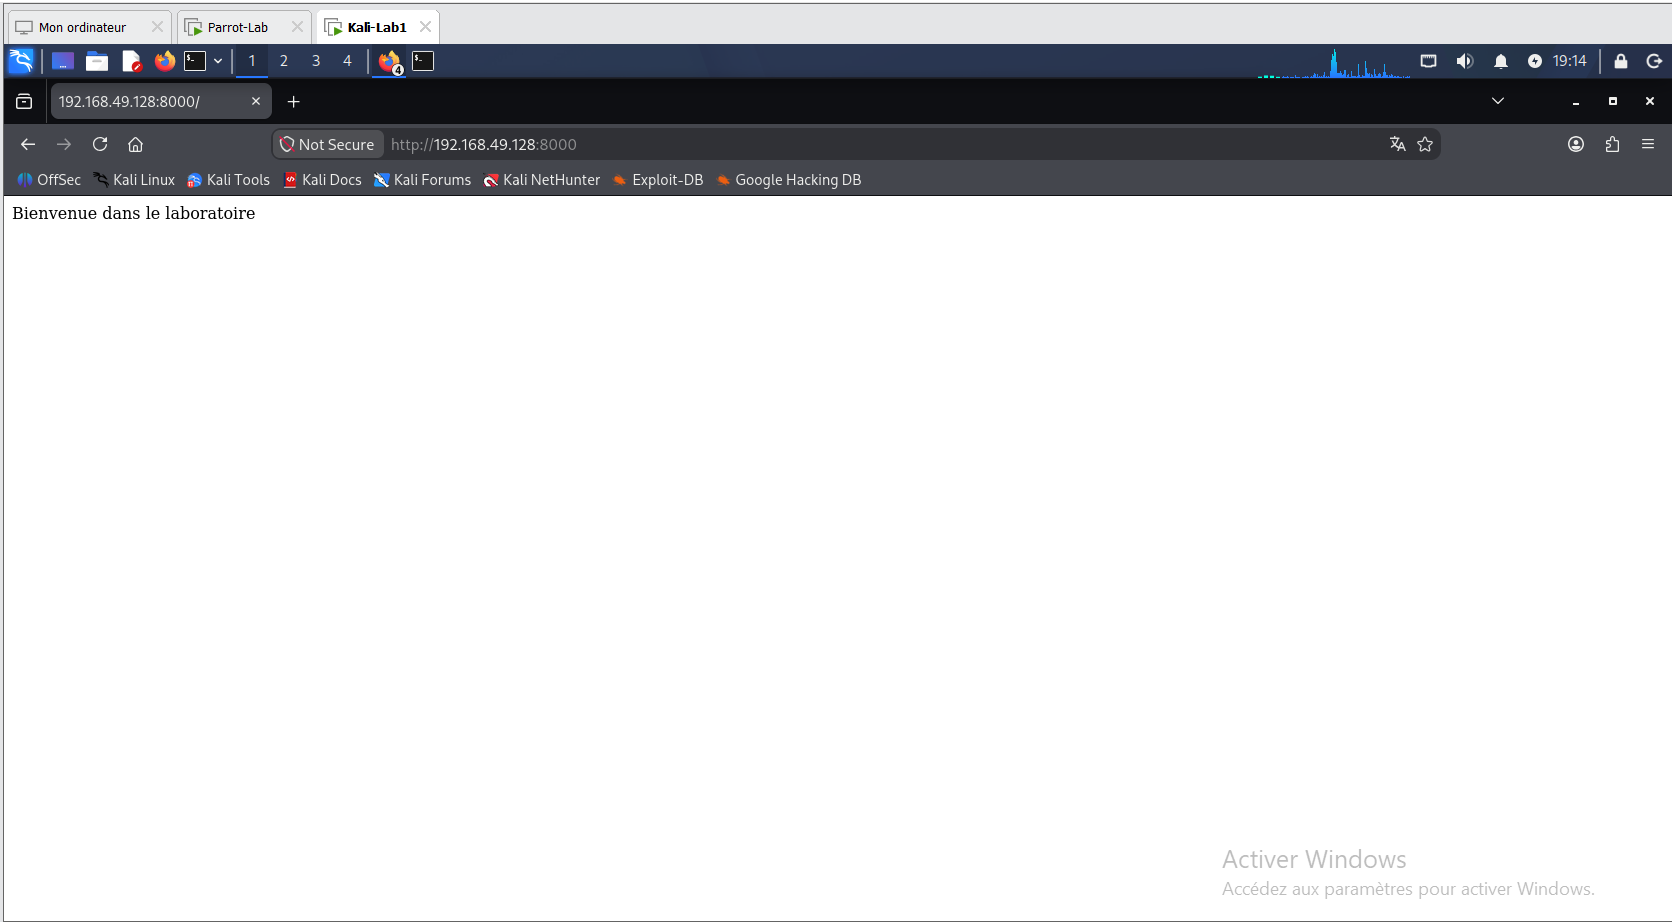 Mon ordinateur
Parrot-Lab
Kali-Lab1
1 2 3 4
4
19:14
192.168.49.128:8000/
Not Secure
http://192.168.49.128:8000
OffSec
Kali Linux
Kali Tools
Kali Docs
Kali Forums
Kali NetHunter
Exploit-DB
Google Hacking DB
Bienvenue dans le laboratoire
Activer Windows
Accédez aux paramètres pour activer Windows.